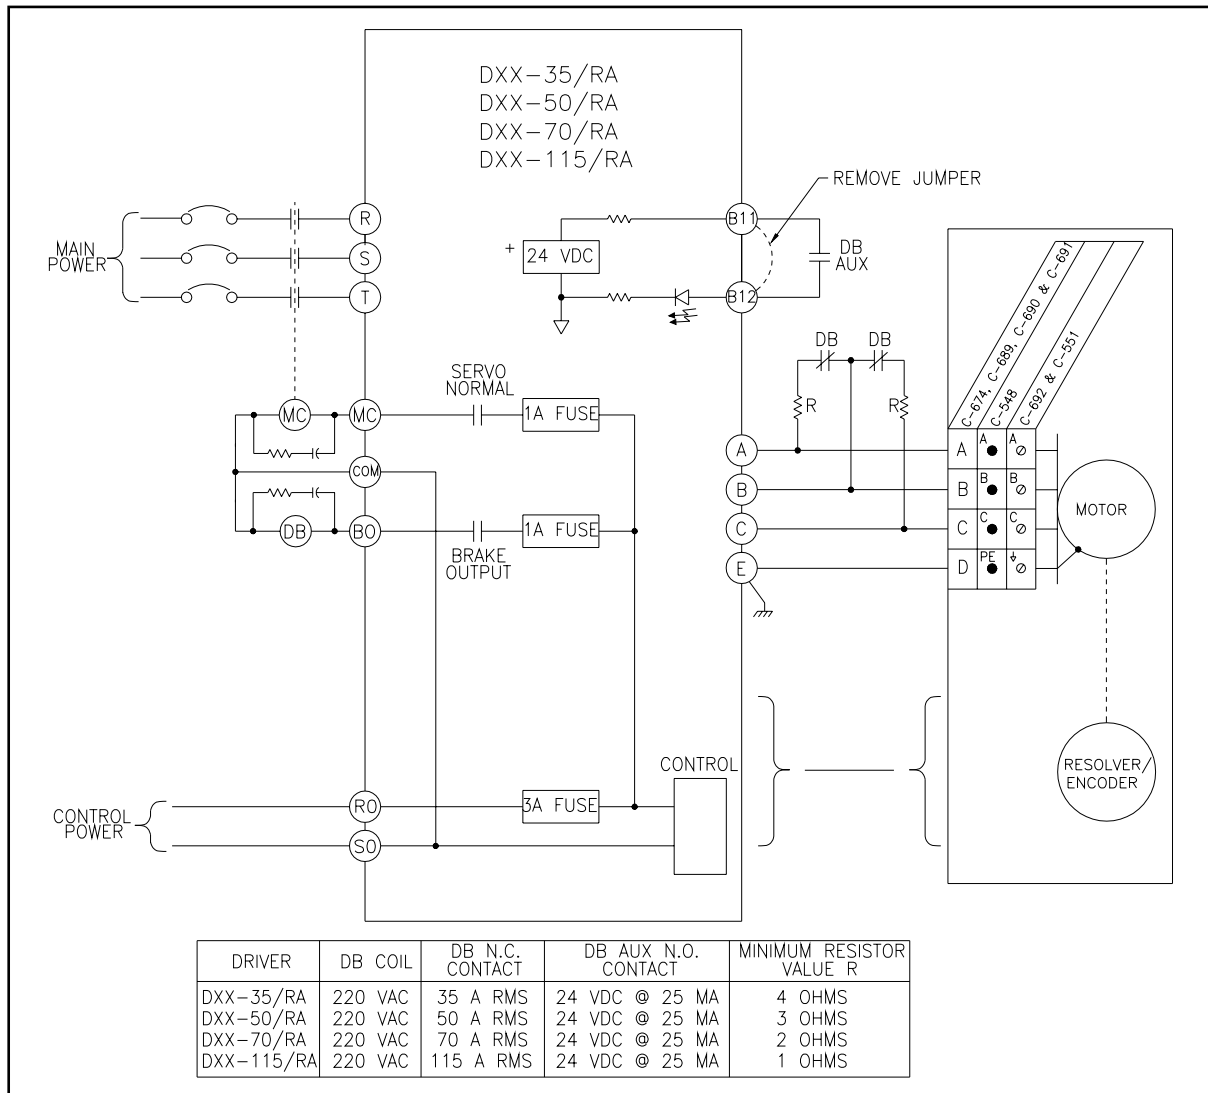 DXX-35/RA
DXX-50/RA
DXX-70/RA
DXX-115/RA
REMOVE JUMPER
MAIN
POWER
R
S
T
+
24 VDC
B11
B12
DB
AUX
C-674, C-689, C-690 & C-691
C-548
C-692 & C-551
SERVO
NORMAL
MC
MC
1A FUSE
COM
DB
BO
BRAKE
OUTPUT
1A FUSE
DB
DB
R
R
A
B
C
E
A
A
A
B
B
B
C
C
C
D
PE
MOTOR
RESOLVER/
ENCODER
CONTROL
CONTROL
POWER
RO
SO
3A FUSE
DRIVER DB COIL DB N.C. CONTACT DB AUX N.O. CONTACT MINIMUM RESISTOR VALUE R
DXX-35/RA 220 VAC 35 A RMS 24 VDC @ 25 MA 4 OHMS
DXX-50/RA 220 VAC 50 A RMS 24 VDC @ 25 MA 3 OHMS
DXX-70/RA 220 VAC 70 A RMS 24 VDC @ 25 MA 2 OHMS
DXX-115/RA 220 VAC 115 A RMS 24 VDC @ 25 MA 1 OHMS